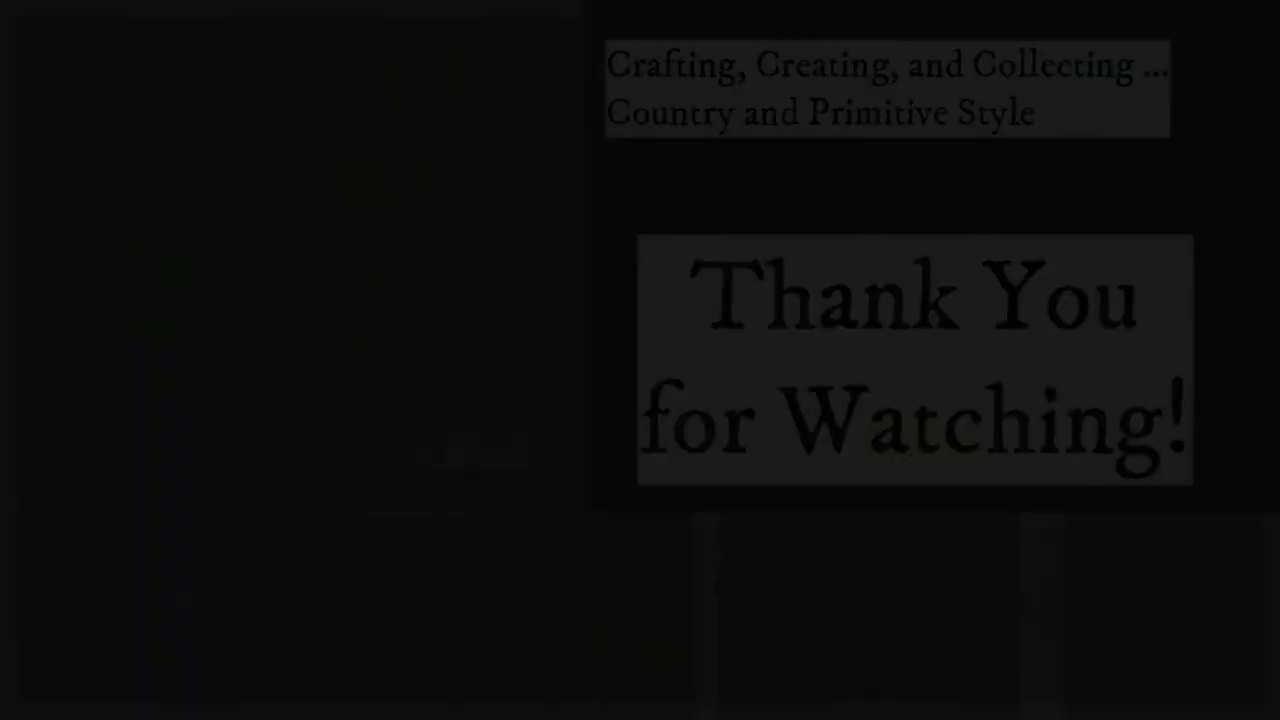 Crafting, Creating, and Collecting ...
Country and Primitive Style
Thank You
for Watching!